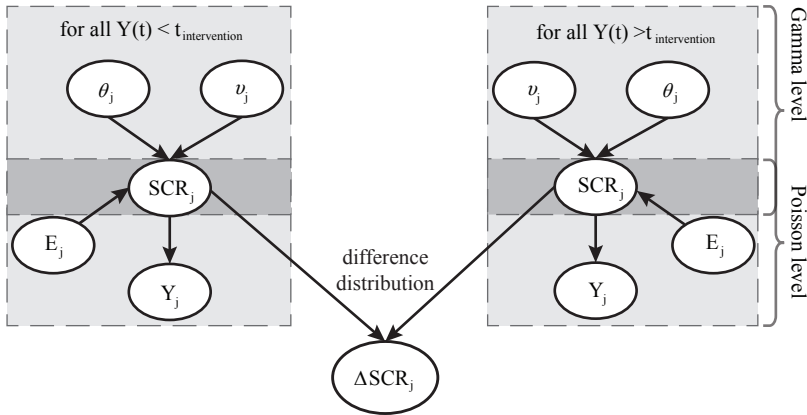 for all Y(t) < t_intervention
θ_j
υ_j
SCR_j
E_j
Y_j
for all Y(t) >t_intervention
υ_j
θ_j
SCR_j
E_j
Y_j
difference
distribution
ΔSCR_j
Gamma level
Poisson level